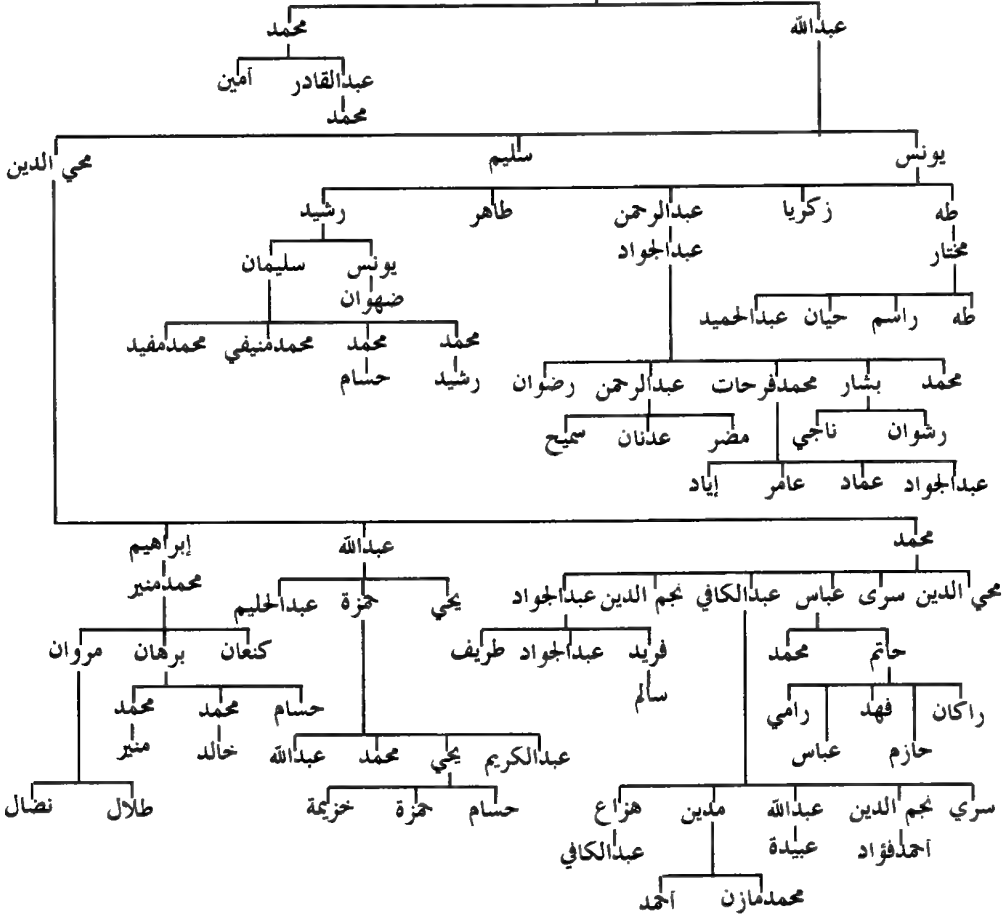 عبدالله محمد
عبدالقادر أمين
محمد
يونس سليم محي الدين
طه زكريا عبدالرحمن طاهر رشيد
مختار عبدالجواد يونس سليمان
ضهوان
طه راسم حيان عبدالحميد
محمد محمد محمدمنيفي محمدمفيد
رشيد حسام
محمد بشار محمدفرحات عبدالرحمن رضوان
رشوان ناجي مضر عدنان سميح
عبدالجواد عماد عامر إياد
محمد عبدالله إبراهيم
محمدمنير
محي الدين سرى عباس عبدالكافي نجم الدين عبدالجواد يحيى حمزة عبدالحليم
حاتم محمد فريد عبدالجواد طريف كنعان برهان مروان
سالم
راكان فهد رامي حسام محمد محمد
حازم عباس خالد منير
عبدالكريم يحيى محمد عبدالله
سري نجم الدين عبدالله مدين هزاع حسام حمزة خزيمة طلال نضال
أحمدفؤاد عبيدة عبدالكافي
محمدمازن أحمد